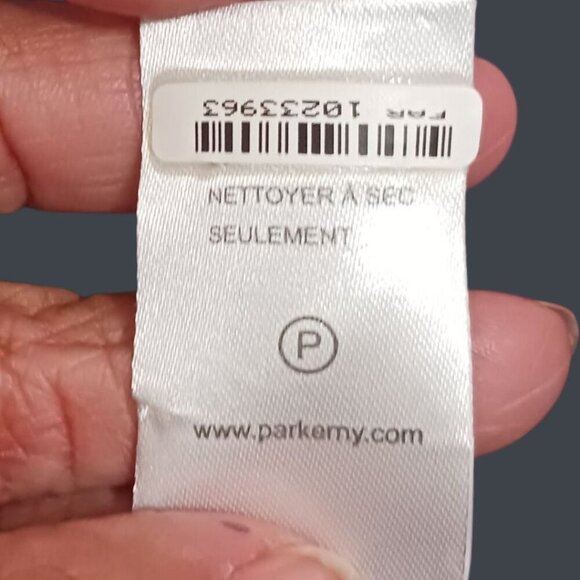 FAR 10233963
NETTOYER À SEC
SEULEMENT
P
www.parkerny.com